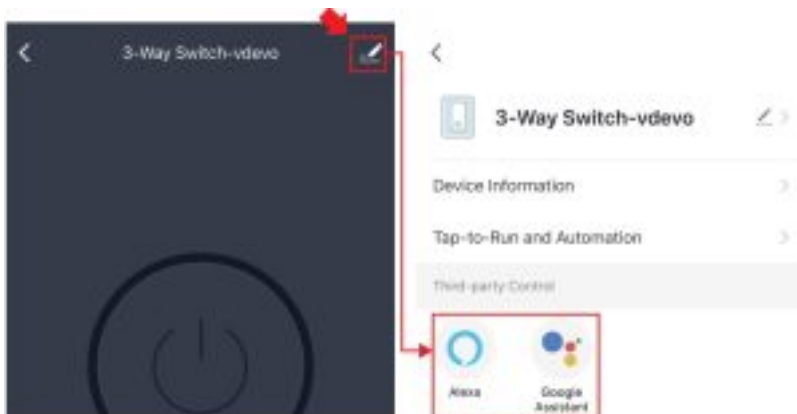 3-Way Switch-vdevo
3-Way Switch-vdevo
Device Information
Tap-to-Run and Automation
Third-party Control
Alexa
Google
Assistant